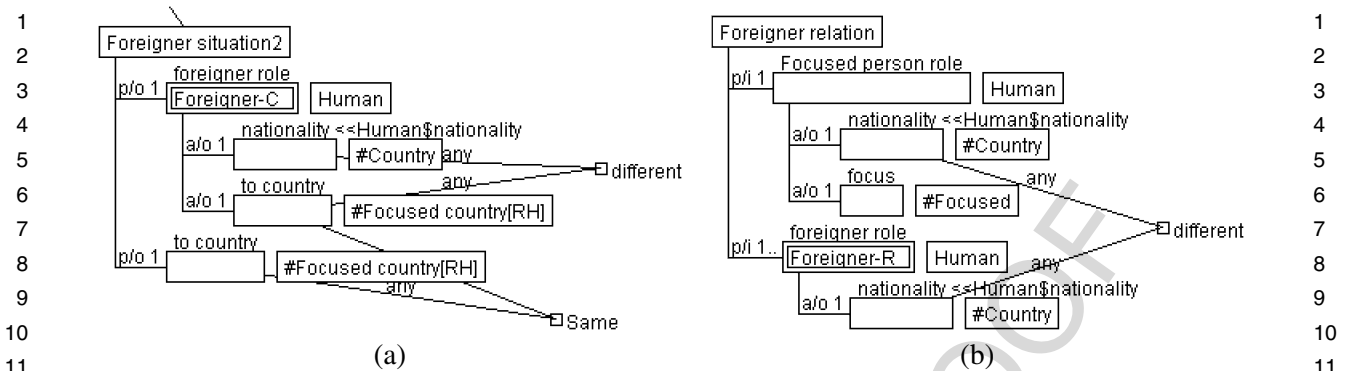 1
2
3
4
5
6
7
8
9
10
11
Foreigner situation2
foreigner role
p/o 1
Foreigner-C
Human
nationality <<Human$nationality
a/o 1
#Country
any
different
any
to country
a/o 1
#Focused country[RH]
to country
p/o 1
#Focused country[RH]
any
Same
(a)
Foreigner relation
Focused person role
p/i 1
Human
nationality <<Human$nationality
a/o 1
#Country
any
focus
a/o 1
#Focused
different
foreigner role
p/i 1..
Foreigner-R
Human
any
nationality <<Human$nationality
a/o 1
#Country
(b)
OOF
1
2
3
4
5
6
7
8
9
10
11